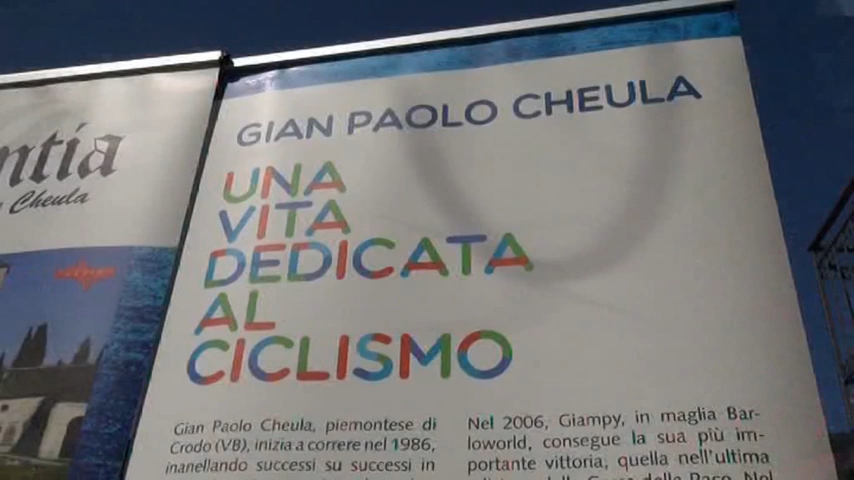 ntia
Cheula
GIAN PAOLO CHEULA
UNA
VITA
DEDICATA
AL
CICLISMO
Gian Paolo Cheula, piemontese di
Crodo (VB), inizia a correre nel 1986,
inanellando successi su successi in
Nel 2006, Giampy, in maglia Bar-
loworld, consegue la sua più im-
portante vittoria, quella nell'ultima